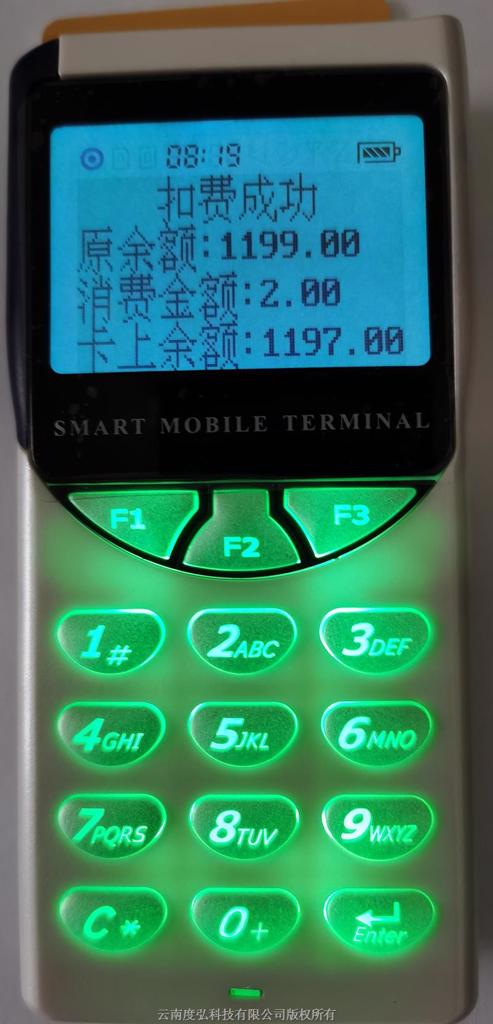 08:19
扣费成功
原余额:1199.00
消费金额:2.00
卡上余额:1197.00
SMART MOBILE TERMINAL
F1 F2 F3
1# 2ABC 3DEF
4GHI 5JKL 6MNO
7PQRS 8TUV 9WXYZ
C* 0+ Enter
云南度弘科技有限公司版权所有